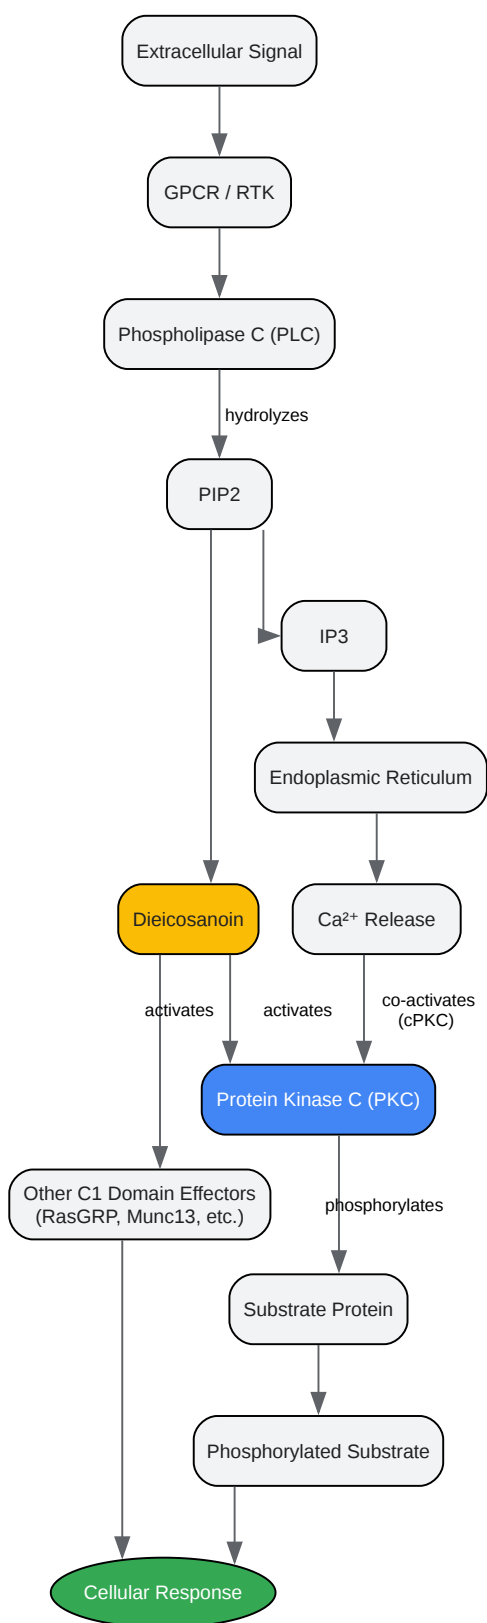 Extracellular Signal
GPCR / RTK
Phospholipase C (PLC)
hydrolyzes
PIP2
IP3
Endoplasmic Reticulum
Dieicosanoin
Ca²⁺ Release
activates
activates
co-activates
(cPKC)
Protein Kinase C (PKC)
Other C1 Domain Effectors
(RasGRP, Munc13, etc.)
phosphorylates
Substrate Protein
Phosphorylated Substrate
Cellular Response